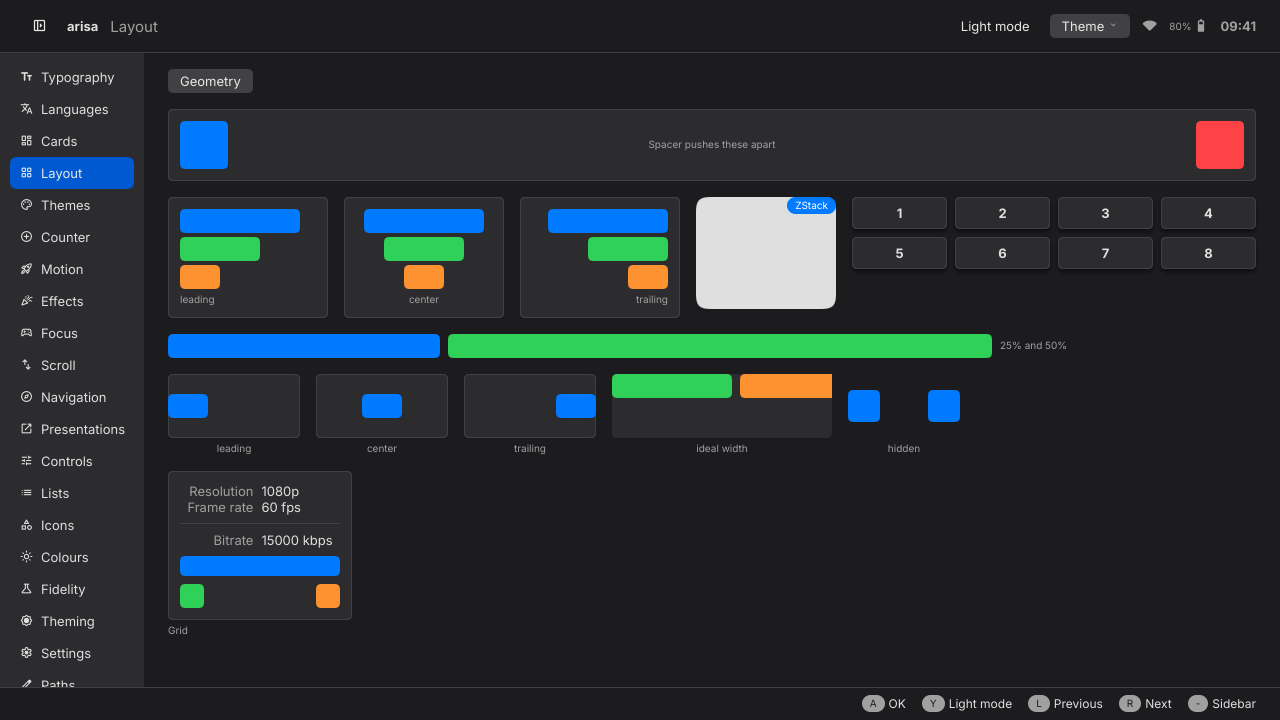 arisa Layout
Light mode
Theme
80%
09:41
Typography
Languages
Cards
Layout
Themes
Counter
Motion
Effects
Focus
Scroll
Navigation
Presentations
Controls
Lists
Icons
Colours
Fidelity
Theming
Settings
Paths
Geometry
Spacer pushes these apart
leading
center
trailing
ZStack
1 2 3 4
5 6 7 8
25% and 50%
leading
center
trailing
ideal width
hidden
Resolution 1080p
Frame rate 60 fps
Bitrate 15000 kbps
Grid
A OK
Y Light mode
L Previous
R Next
- Sidebar